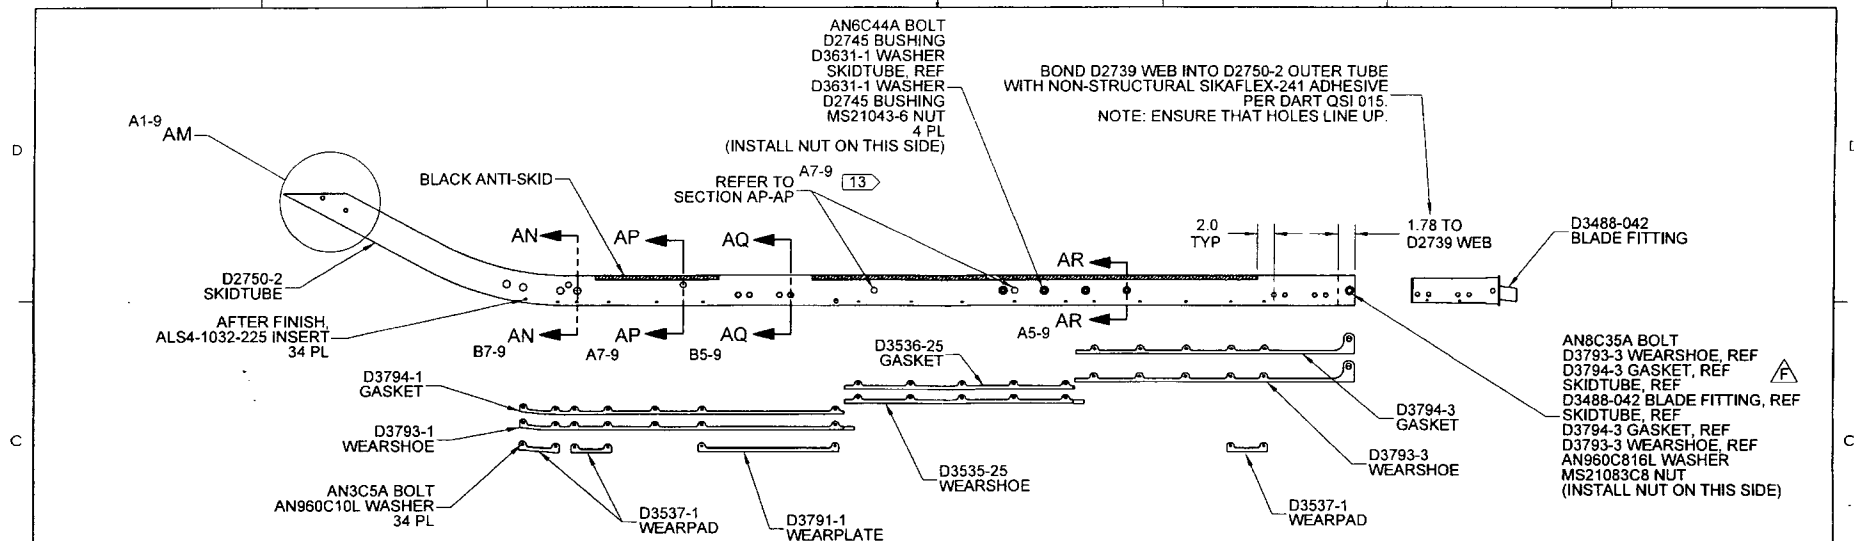 AN6C44A BOLT
D2745 BUSHING
D3631-1 WASHER
SKIDTUBE, REF
D3631-1 WASHER
D2745 BUSHING
MS21043-6 NUT
4 PL
(INSTALL NUT ON THIS SIDE)
BOND D2739 WEB INTO D2750-2 OUTER TUBE
WITH NON-STRUCTURAL SIKAFLEX-241 ADHESIVE
PER DART QSI 015.
NOTE: ENSURE THAT HOLES LINE UP.
A1-9
AM
D
BLACK ANTI-SKID
REFER TO
SECTION AP-AP
A7-9
13
2.0
TYP
1.78 TO
D2739 WEB
D3488-042
BLADE FITTING
AN
AP
AQ
AR
D2750-2
SKIDTUBE
AFTER FINISH,
ALS4-1032-225 INSERT
34 PL
AN
B7-9
AP
A7-9
AQ
B5-9
AR
A5-9
D3794-1
GASKET
D3536-25
GASKET
D3793-1
WEARSHOE
D3794-3
GASKET
AN8C35A BOLT
D3793-3 WEARSHOE, REF
D3794-3 GASKET, REF
SKIDTUBE, REF
D3488-042 BLADE FITTING, REF
SKIDTUBE, REF
D3794-3 GASKET, REF
D3793-3 WEARSHOE, REF
AN960C816L WASHER
MS21083C8 NUT
(INSTALL NUT ON THIS SIDE)
F
C
C
D3793-3
WEARSHOE
D3535-25
WEARSHOE
AN3C5A BOLT
AN960C10L WASHER
34 PL
D3537-1
WEARPAD
D3791-1
WEARPLATE
D3537-1
WEARPAD